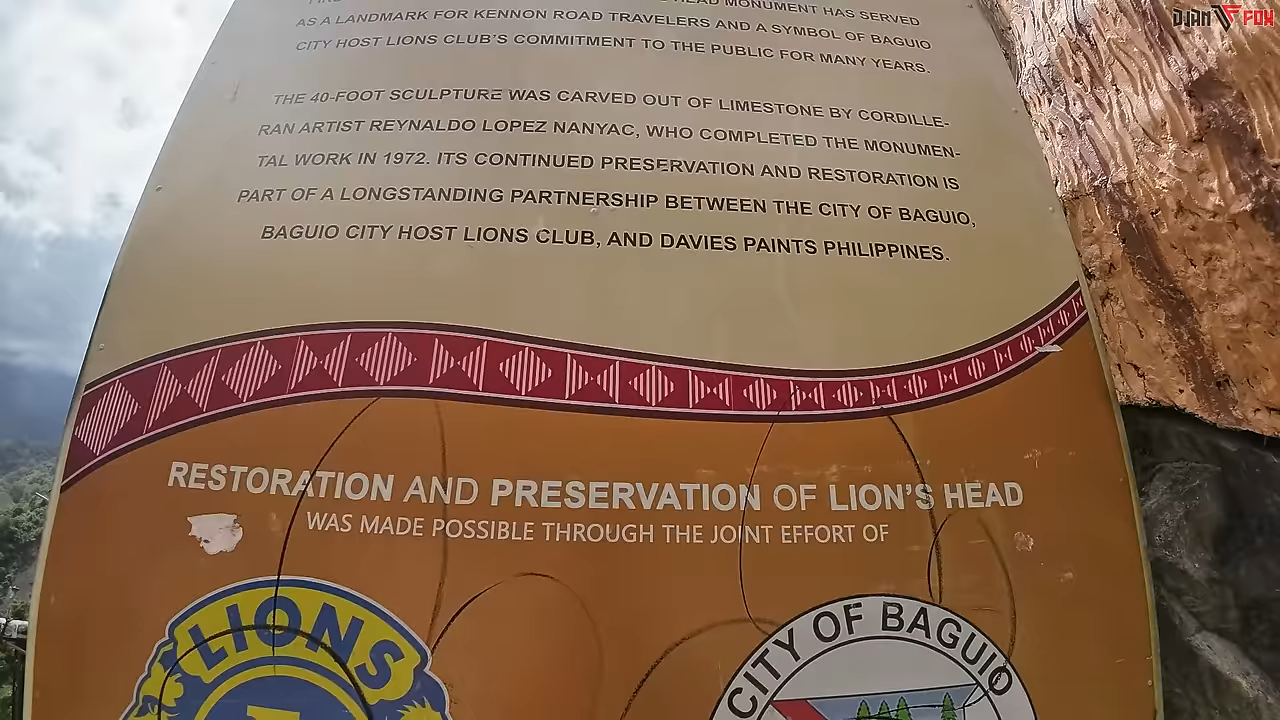 HEAD MONUMENT HAS SERVED
AS A LANDMARK FOR KENNON ROAD TRAVELERS AND A SYMBOL OF BAGUIO
CITY HOST LIONS CLUB'S COMMITMENT TO THE PUBLIC FOR MANY YEARS.
THE 40-FOOT SCULPTURE WAS CARVED OUT OF LIMESTONE BY CORDILLE-
RAN ARTIST REYNALDO LOPEZ NANYAC, WHO COMPLETED THE MONUMEN-
TAL WORK IN 1972. ITS CONTINUED PRESERVATION AND RESTORATION IS
PART OF A LONGSTANDING PARTNERSHIP BETWEEN THE CITY OF BAGUIO,
BAGUIO CITY HOST LIONS CLUB, AND DAVIES PAINTS PHILIPPINES.
RESTORATION AND PRESERVATION OF LION'S HEAD
WAS MADE POSSIBLE THROUGH THE JOINT EFFORT OF
LIONS
CITY OF BAGUIO
DJAN FOX